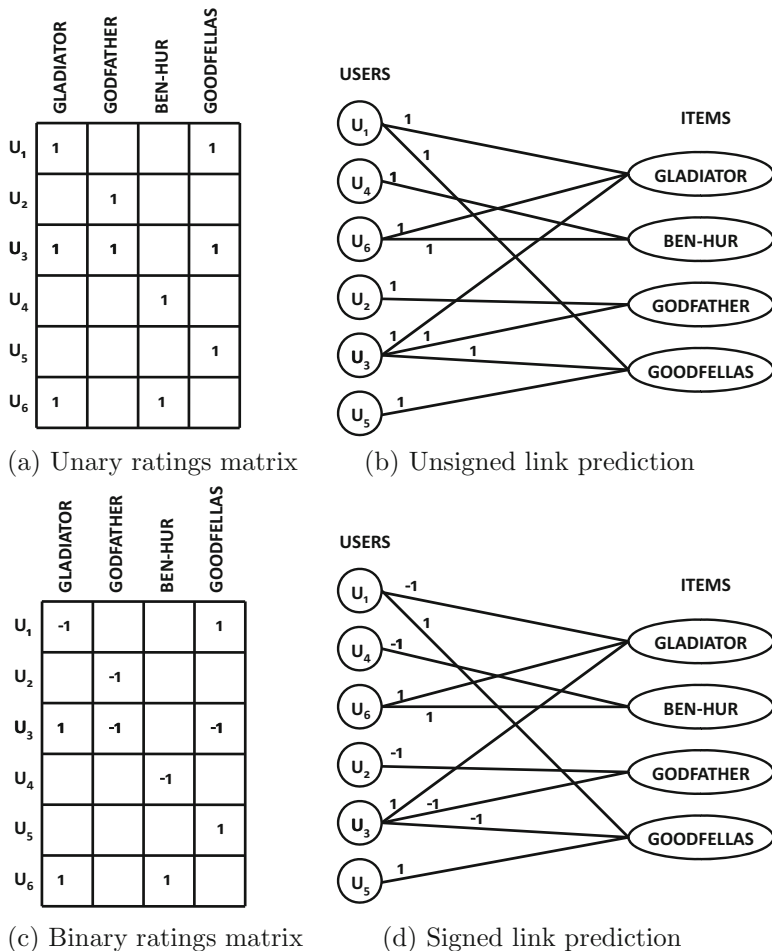 GLADIATOR GODFATHER BEN-HUR GOODFELLAS
U1 1 1
U2 1
U3 1 1 1
U4 1
U5 1
U6 1 1
(a) Unary ratings matrix
USERS
ITEMS
U1 1 1
U4 1
U6 1 1
U2 1
U3 1 1 1
U5 1
GLADIATOR
BEN-HUR
GODFATHER
GOODFELLAS
(b) Unsigned link prediction
GLADIATOR GODFATHER BEN-HUR GOODFELLAS
U1 -1 1
U2 -1
U3 1 -1 -1
U4 -1
U5 1
U6 1 1
(c) Binary ratings matrix
USERS
ITEMS
U1 -1 1
U4 -1
U6 1 1
U2 -1
U3 1 -1 -1
U5 1
GLADIATOR
BEN-HUR
GODFATHER
GOODFELLAS
(d) Signed link prediction